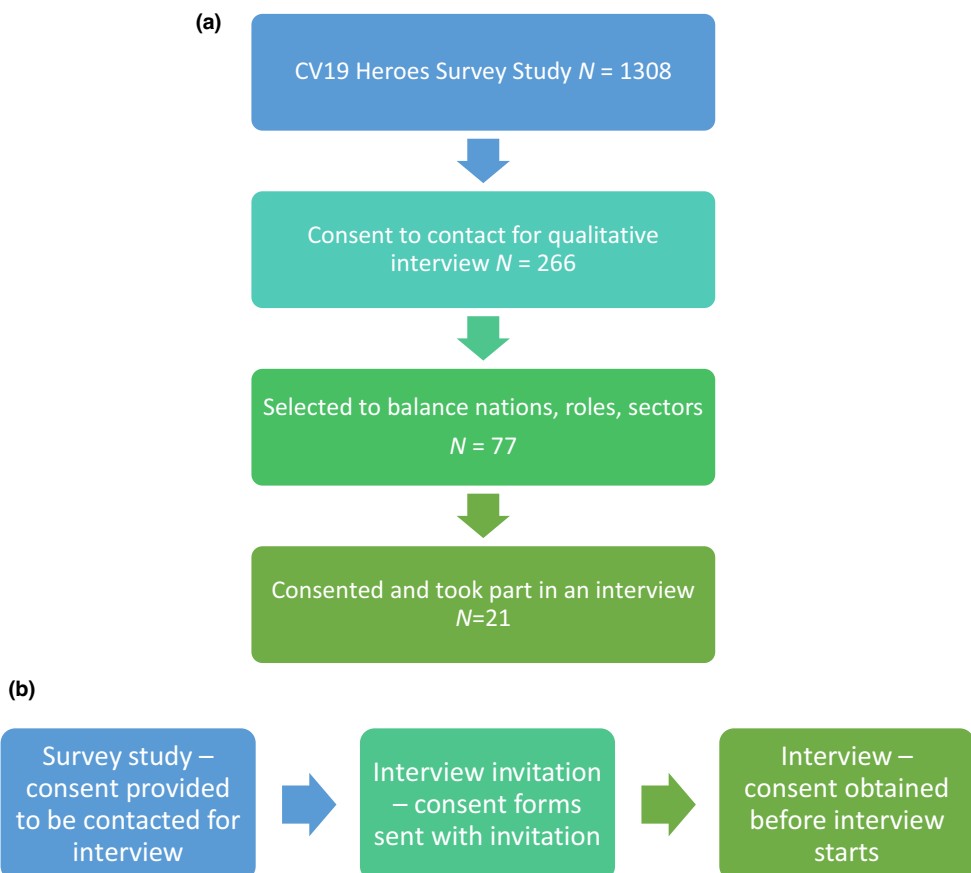 (a)
CV19 Heroes Survey Study N = 1308
Consent to contact for qualitative
interview N = 266
Selected to balance nations, roles, sectors
N = 77
Consented and took part in an interview
N=21
(b)
Survey study –
consent provided
to be contacted for
interview
Interview invitation
– consent forms
sent with invitation
Interview –
consent obtained
before interview
starts